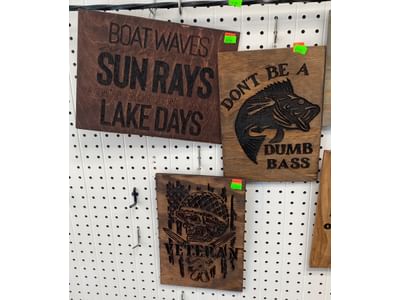 BOAT WAVES
SUN RAYS
LAKE DAYS
DON'T BE A
DUMB
BASS
VETERAN